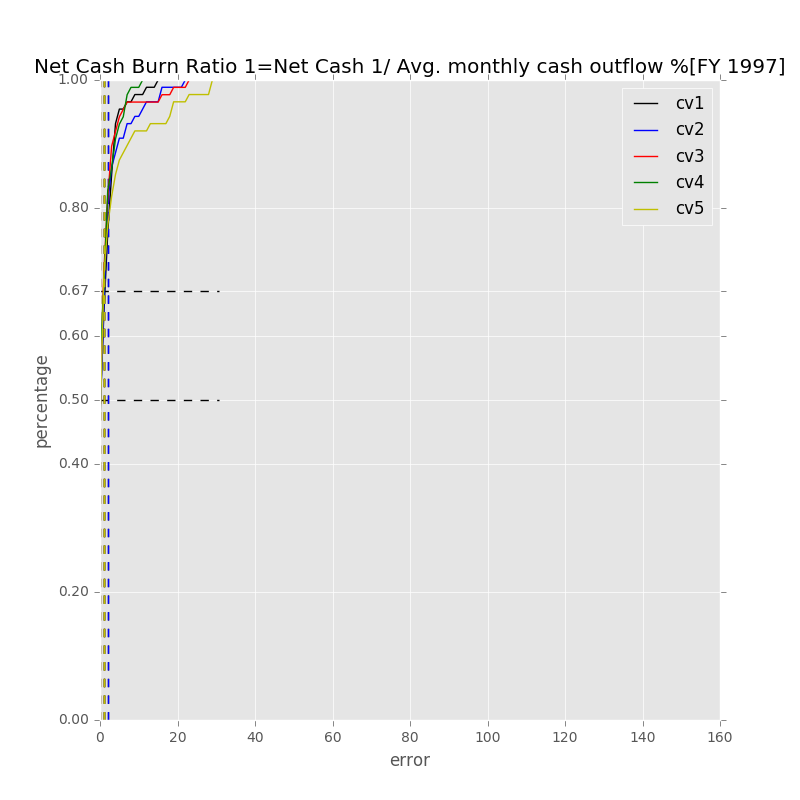 Net Cash Burn Ratio 1=Net Cash 1/ Avg. monthly cash outflow %[FY 1997]
1.00
0.80
0.67
0.60
0.50
0.40
0.20
0.00
percentage
cv1
cv2
cv3
cv4
cv5
0 20 40 60 80 100 120 140 160
error